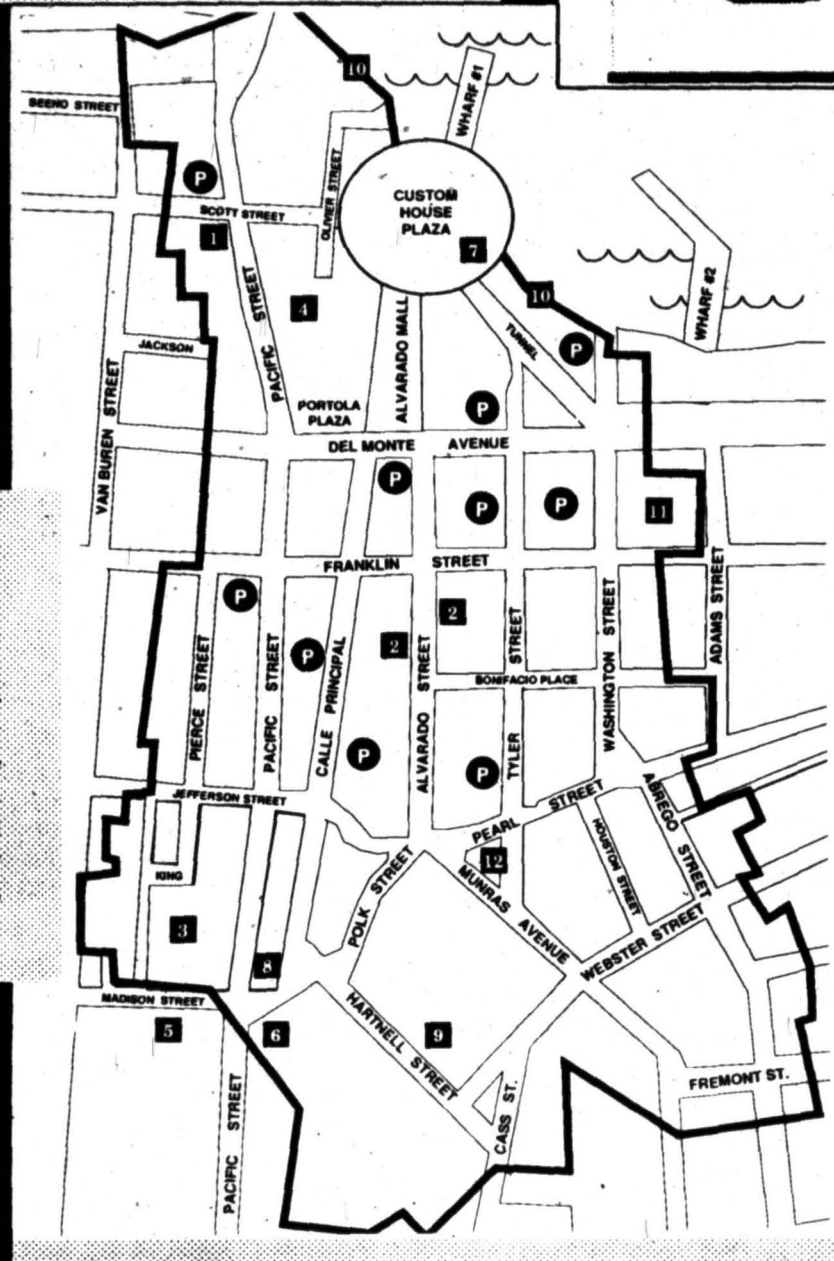 10
WHARF #1
SEENO STREET
P
CUSTOM
HOUSE
PLAZA
OLIVIER STREET
SCOTT STREET
1
7
10
WHARF #2
4
PACIFIC STREET
ALVARADO MALL
TUNNEL
P
JACKSON
VAN BUREN STREET
PORTOLA
PLAZA
P
DEL MONTE AVENUE
P
P
P
11
FRANKLIN STREET
P
2
2
P
PIERCE STREET
PACIFIC STREET
CALLE PRINCIPAL
ALVARADO STREET
TYLER STREET
WASHINGTON STREET
ADAMS STREET
BONIFACIO PLACE
P
P
JEFFERSON STREET
PEARL STREET
ABREGO STREET
HOUSTON STREET
12
KING
POLK STREET
MUNRAS AVENUE
WEBSTER STREET
3
8
MADISON STREET
5
6
HARTNELL STREET
9
FREMONT ST.
CASS ST.
PACIFIC STREET